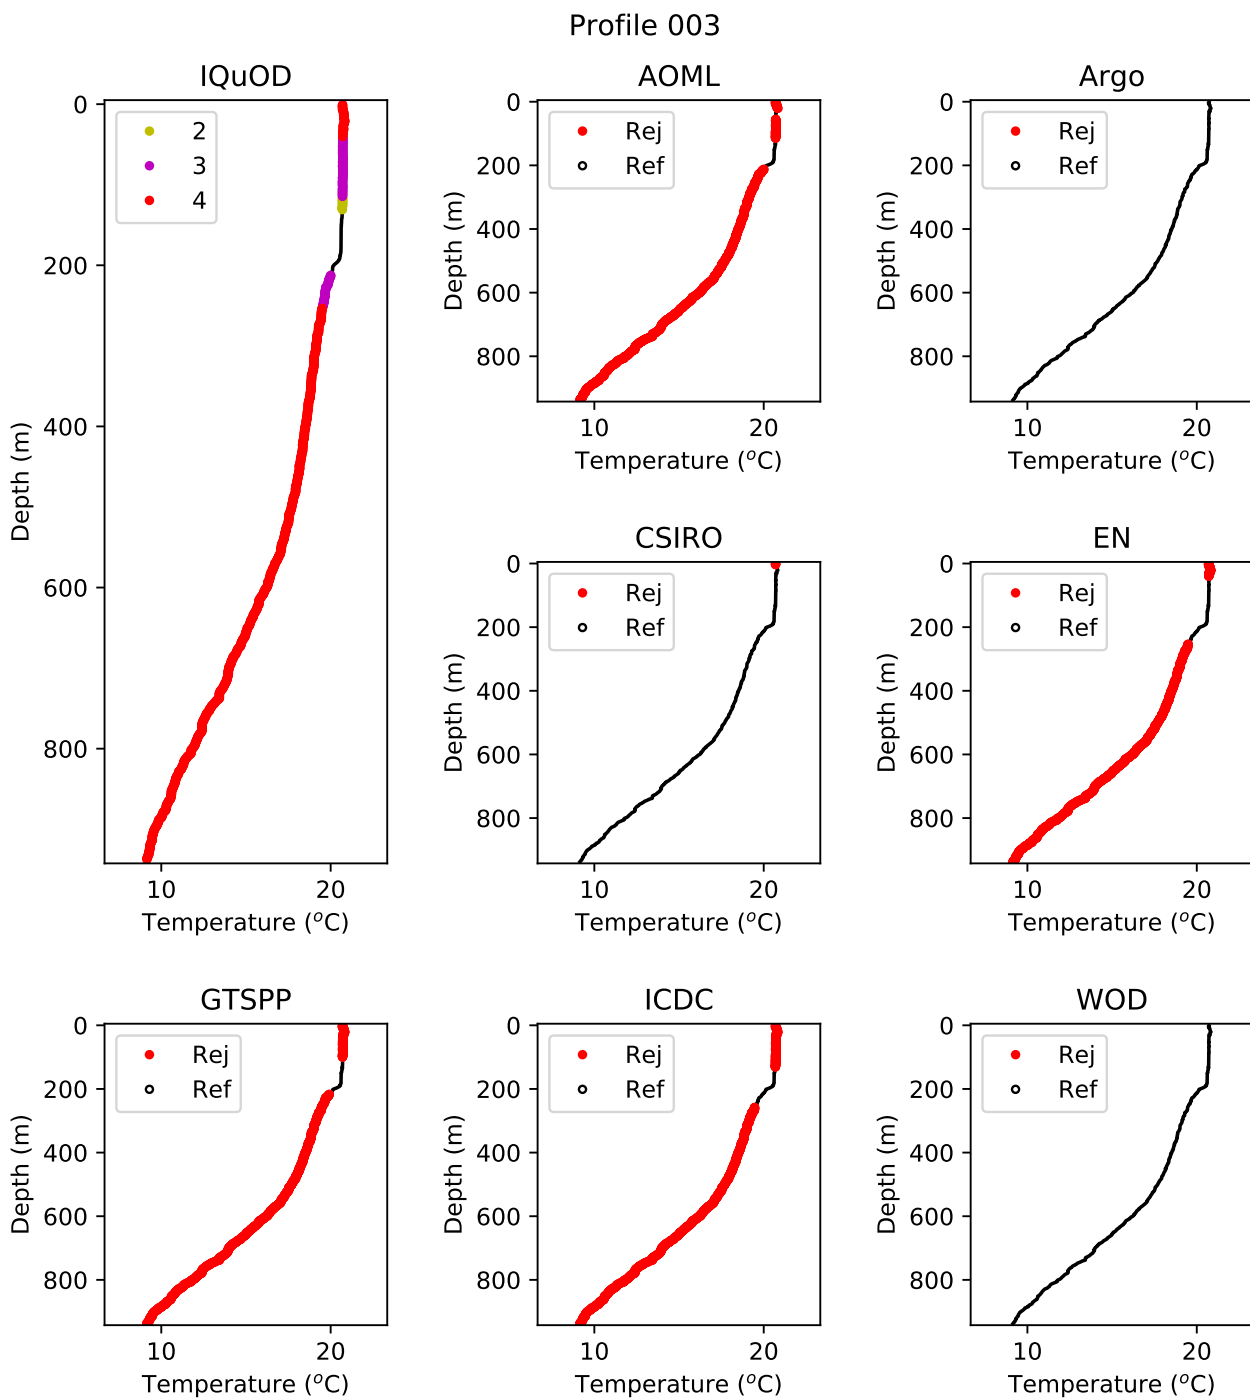 Profile 003
IQuOD
0
200
400
600
800
10 20
Depth (m)
Temperature (°C)
2
3
4
AOML
0
200
400
600
800
10 20
Depth (m)
Temperature (°C)
Rej
Ref
Argo
0
200
400
600
800
10 20
Depth (m)
Temperature (°C)
Rej
Ref
CSIRO
0
200
400
600
800
10 20
Depth (m)
Temperature (°C)
Rej
Ref
EN
0
200
400
600
800
10 20
Depth (m)
Temperature (°C)
Rej
Ref
GTSPP
0
200
400
600
800
10 20
Depth (m)
Temperature (°C)
Rej
Ref
ICDC
0
200
400
600
800
10 20
Depth (m)
Temperature (°C)
Rej
Ref
WOD
0
200
400
600
800
10 20
Depth (m)
Temperature (°C)
Rej
Ref